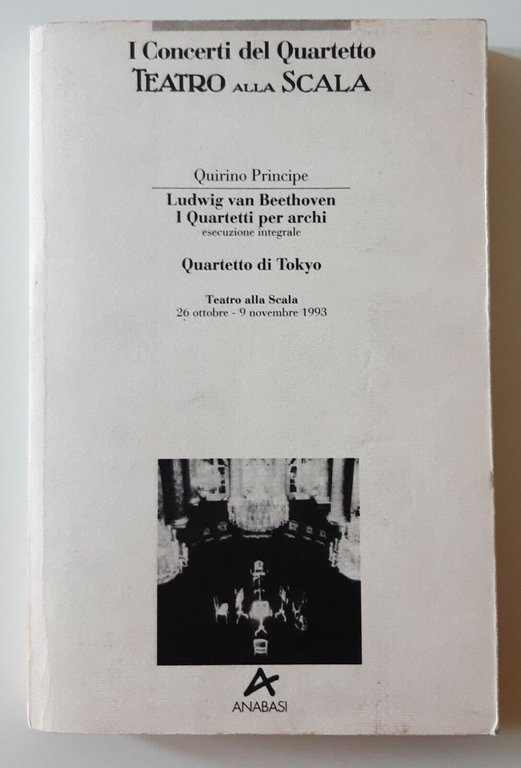 I Concerti del Quartetto
TEATRO ALLA SCALA
Quirino Principe
Ludwig van Beethoven
I Quartetti per archi
esecuzione integrale
Quartetto di Tokyo
Teatro alla Scala
26 ottobre - 9 novembre 1993
ANABASI